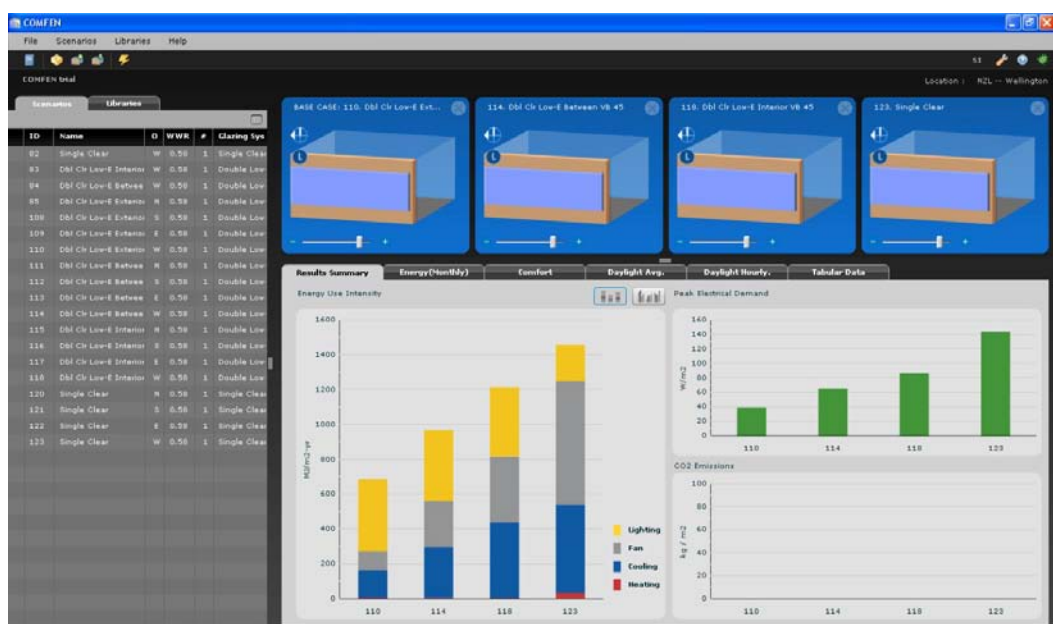 COMFEN
File Scenarios Libraries Help
SI
COMFEN trial
Location : NZL -- Wellington
Scenarios Libraries
ID Name O WWR # Glazing Sys
82 Single Clear W 0.58 1 Single Clear
83 Dbl Clr Low-E Interior W 0.58 1 Double Low-
84 Dbl Clr Low-E Betwee W 0.58 1 Double Low-
85 Dbl Clr Low-E Exterior N 0.58 1 Double Low-
108 Dbl Clr Low-E Exterior S 0.58 1 Double Low-
109 Dbl Clr Low-E Exterior E 0.58 1 Double Low-
110 Dbl Clr Low-E Exterior W 0.58 1 Double Low-
111 Dbl Clr Low-E Betwee N 0.58 1 Double Low-
112 Dbl Clr Low-E Betwee S 0.58 1 Double Low-
113 Dbl Clr Low-E Betwee E 0.58 1 Double Low-
114 Dbl Clr Low-E Betwee W 0.58 1 Double Low-
115 Dbl Clr Low-E Interior N 0.58 1 Double Low-
116 Dbl Clr Low-E Interior S 0.58 1 Double Low-
117 Dbl Clr Low-E Interior E 0.58 1 Double Low-
118 Dbl Clr Low-E Interior W 0.58 1 Double Low-
120 Single Clear N 0.58 1 Single Clear
121 Single Clear S 0.58 1 Single Clear
122 Single Clear E 0.58 1 Single Clear
123 Single Clear W 0.58 1 Single Clear
BASE CASE: 110. Dbl Clr Low-E Ext...
L
- +
114. Dbl Clr Low-E Between VB 45
L
- +
118. Dbl Clr Low-E Interior VB 45
L
- +
123. Single Clear
L
- +
Results Summary Energy(Monthly) Comfort Daylight Avg. Daylight Hourly. Tabular Data
Energy Use Intensity
MJ/m2-yr
1600
1400
1200
1000
800
600
400
200
0
110 114 118 123
Lighting
Fan
Cooling
Heating
Peak Electrical Demand
W/m2
160
140
120
100
80
60
40
20
0
110 114 118 123
CO2 Emissions
kg / m2
100
80
60
40
20
0
110 114 118 123